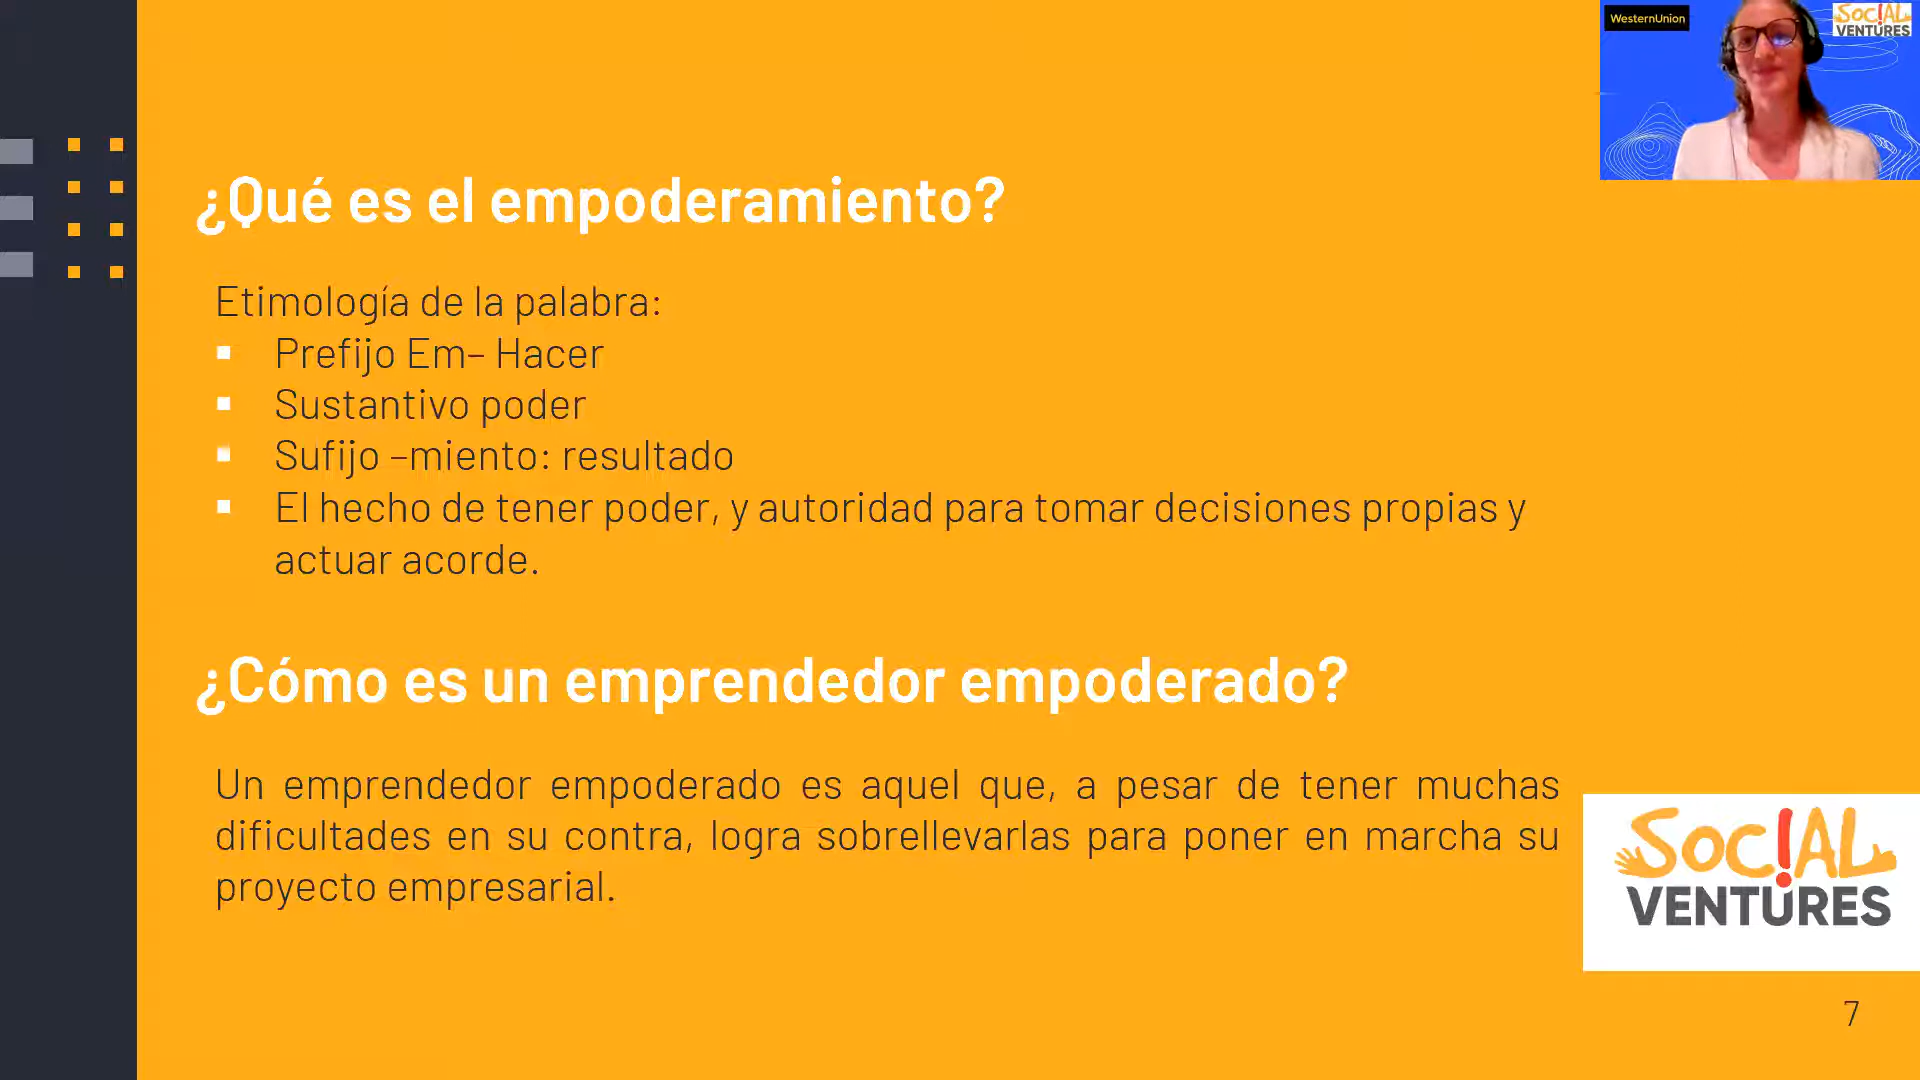 WesternUnion
SOC!AL
VENTURES
¿Qué es el empoderamiento?
Etimología de la palabra:
▪ Prefijo Em– Hacer
▪ Sustantivo poder
▪ Sufijo –miento: resultado
▪ El hecho de tener poder, y autoridad para tomar decisiones propias y
actuar acorde.
¿Cómo es un emprendedor empoderado?
Un emprendedor empoderado es aquel que, a pesar de tener muchas
dificultades en su contra, logra sobrellevarlas para poner en marcha su
proyecto empresarial.
SOC!AL
VENTURES
7